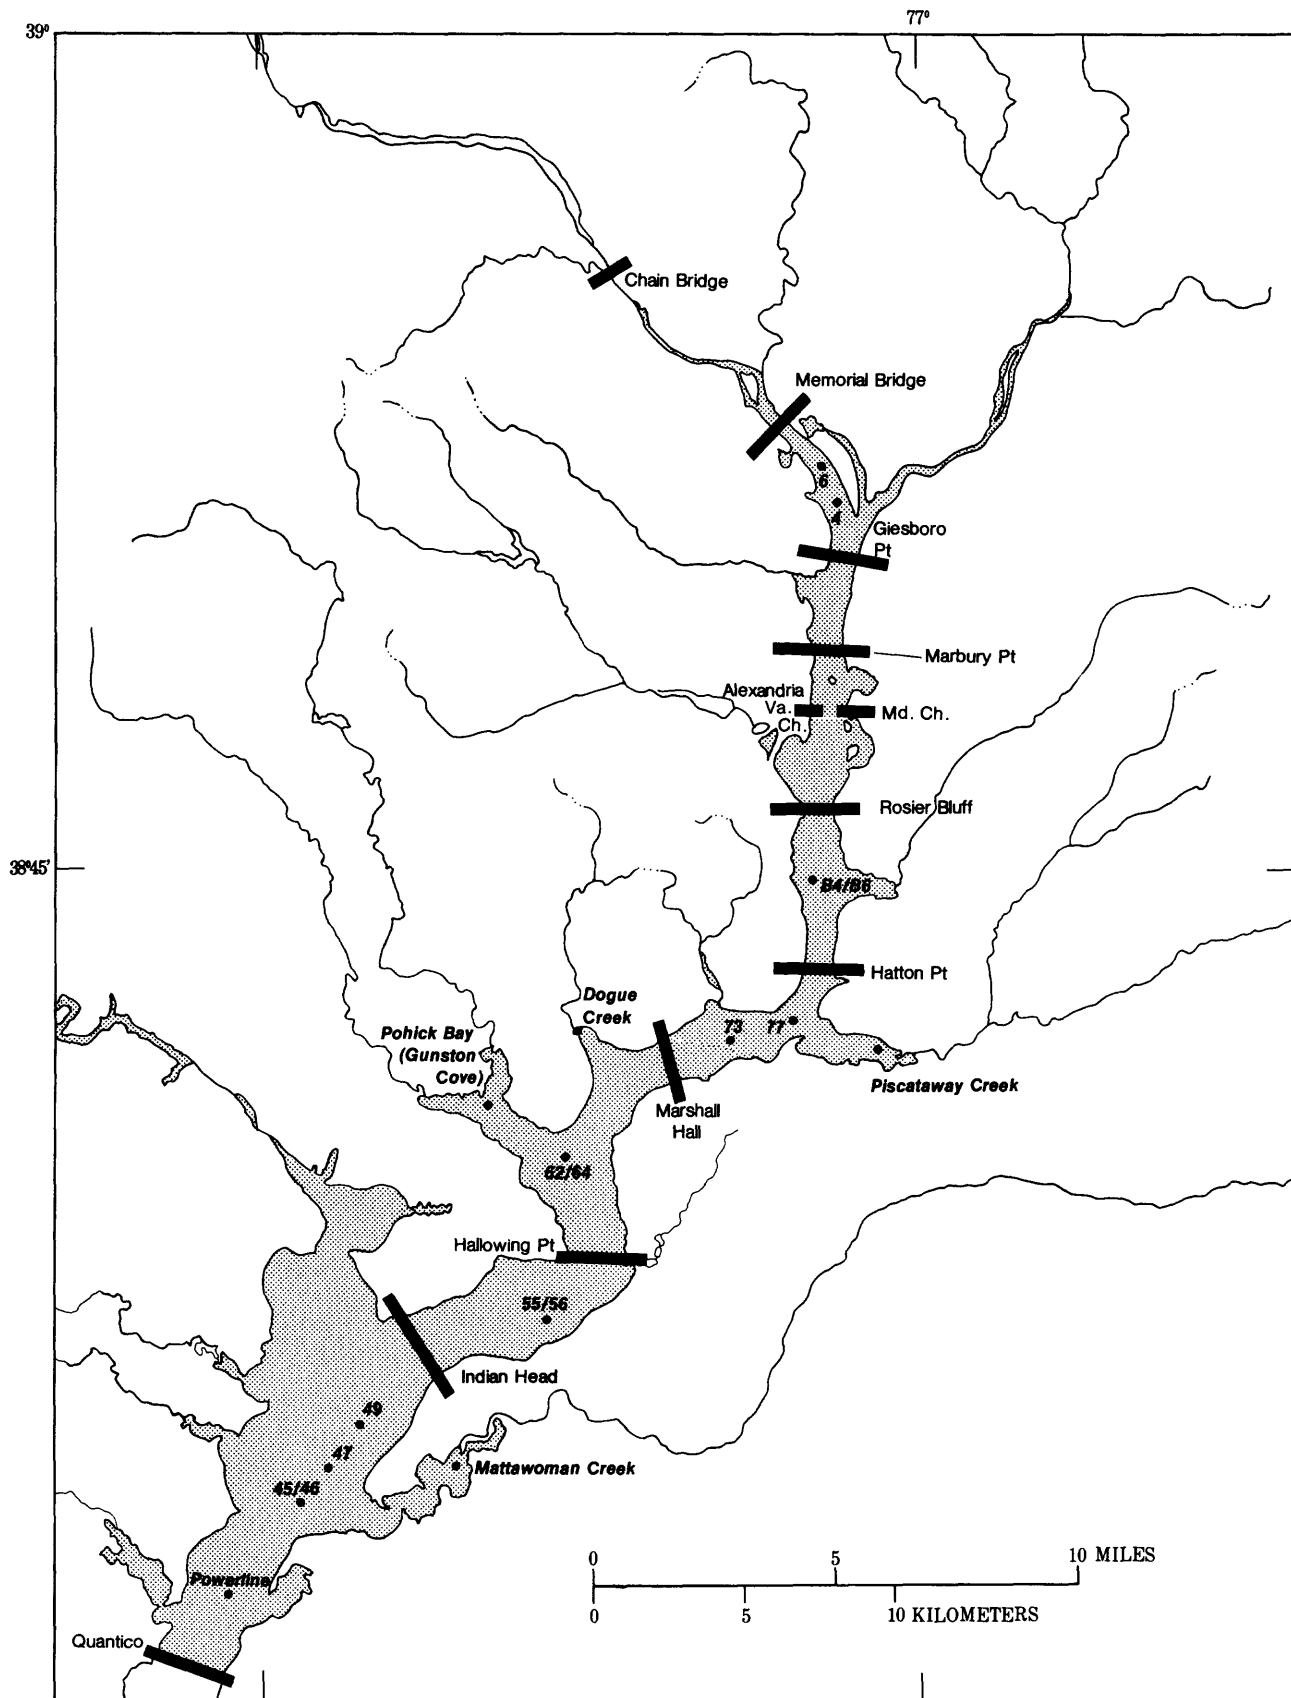 77°
39°
Chain Bridge
Memorial Bridge
6
4
Giesboro
Pt
Marbury Pt
Alexandria
Va.
Ch.
Md. Ch.
Rosier Bluff
38°45'
84/86
Hatton Pt
Dogue
Creek
73
77
Pohick Bay
(Gunston
Cove)
Piscataway Creek
Marshall
Hall
62/64
Hallowing Pt
55/56
Indian Head
49
47
Mattawoman Creek
45/46
0 5 10 MILES
Powerline
0 5 10 KILOMETERS
Quantico